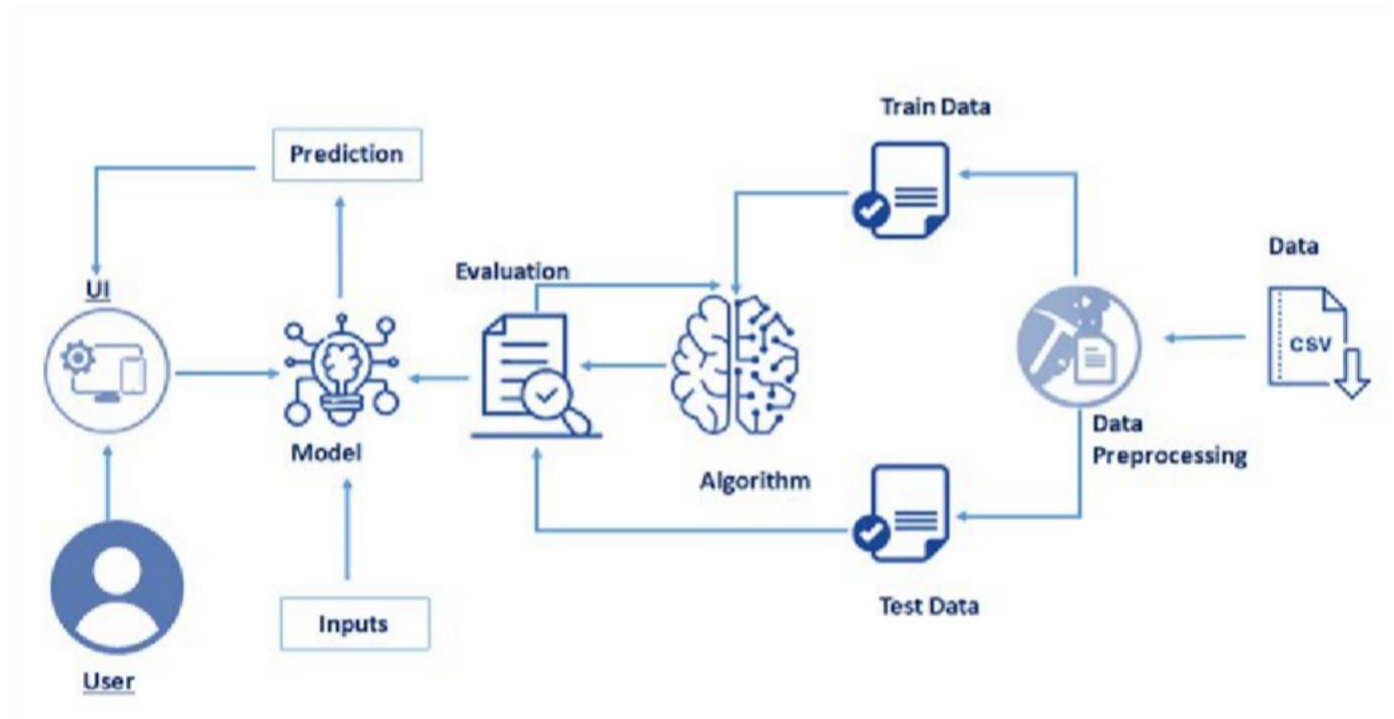 Train Data
Prediction
Data
CSV
Evaluation
UI
Data
Preprocessing
Model
Algorithm
Test Data
Inputs
User